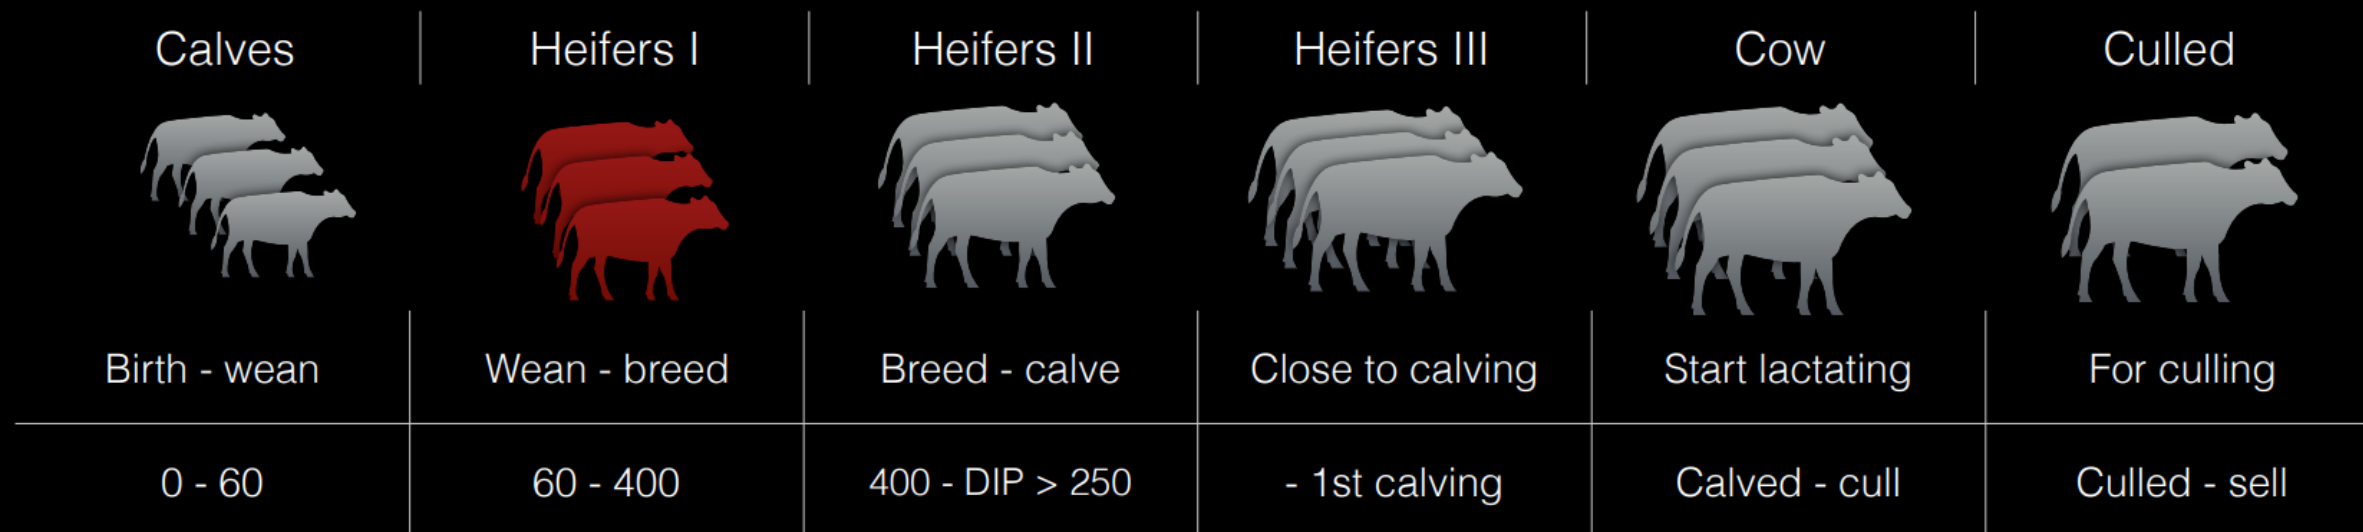 Calves Heifers I Heifers II Heifers III Cow Culled
Birth - wean Wean - breed Breed - calve Close to calving Start lactating For culling
0 - 60 60 - 400 400 - DIP > 250 - 1st calving Calved - cull Culled - sell